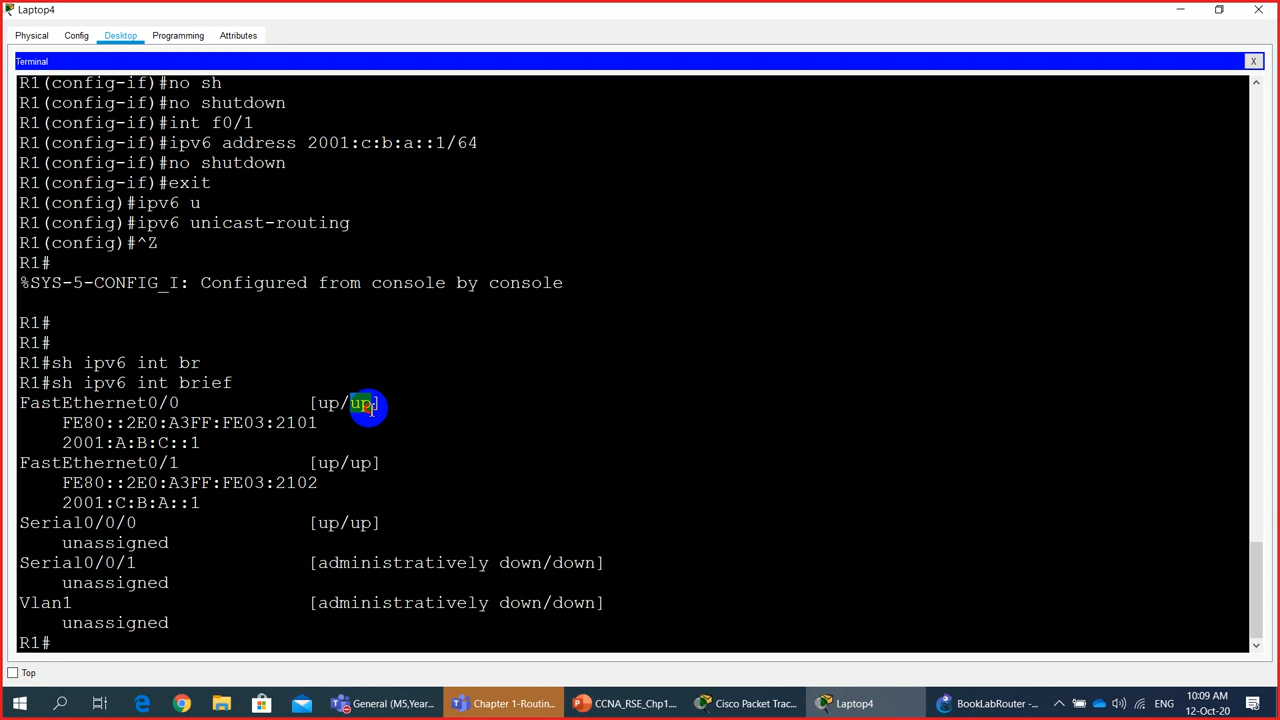 Laptop4
Physical Config Desktop Programming Attributes
Terminal X
R1(config-if)#no sh
R1(config-if)#no shutdown
R1(config-if)#int f0/1
R1(config-if)#ipv6 address 2001:c:b:a::1/64
R1(config-if)#no shutdown
R1(config-if)#exit
R1(config)#ipv6 u
R1(config)#ipv6 unicast-routing
R1(config)#^Z
R1#
%SYS-5-CONFIG_I: Configured from console by console
R1#
R1#
R1#sh ipv6 int br
R1#sh ipv6 int brief
FastEthernet0/0 [up/up]
FE80::2E0:A3FF:FE03:2101
2001:A:B:C::1
FastEthernet0/1 [up/up]
FE80::2E0:A3FF:FE03:2102
2001:C:B:A::1
Serial0/0/0 [up/up]
unassigned
Serial0/0/1 [administratively down/down]
unassigned
Vlan1 [administratively down/down]
unassigned
R1#
Top
General (M5,Year... Chapter 1-Routin... CCNA_RSE_Chp1.... Cisco Packet Trac... Laptop4 BookLabRouter -... ENG 10:09 AM
12-Oct-20